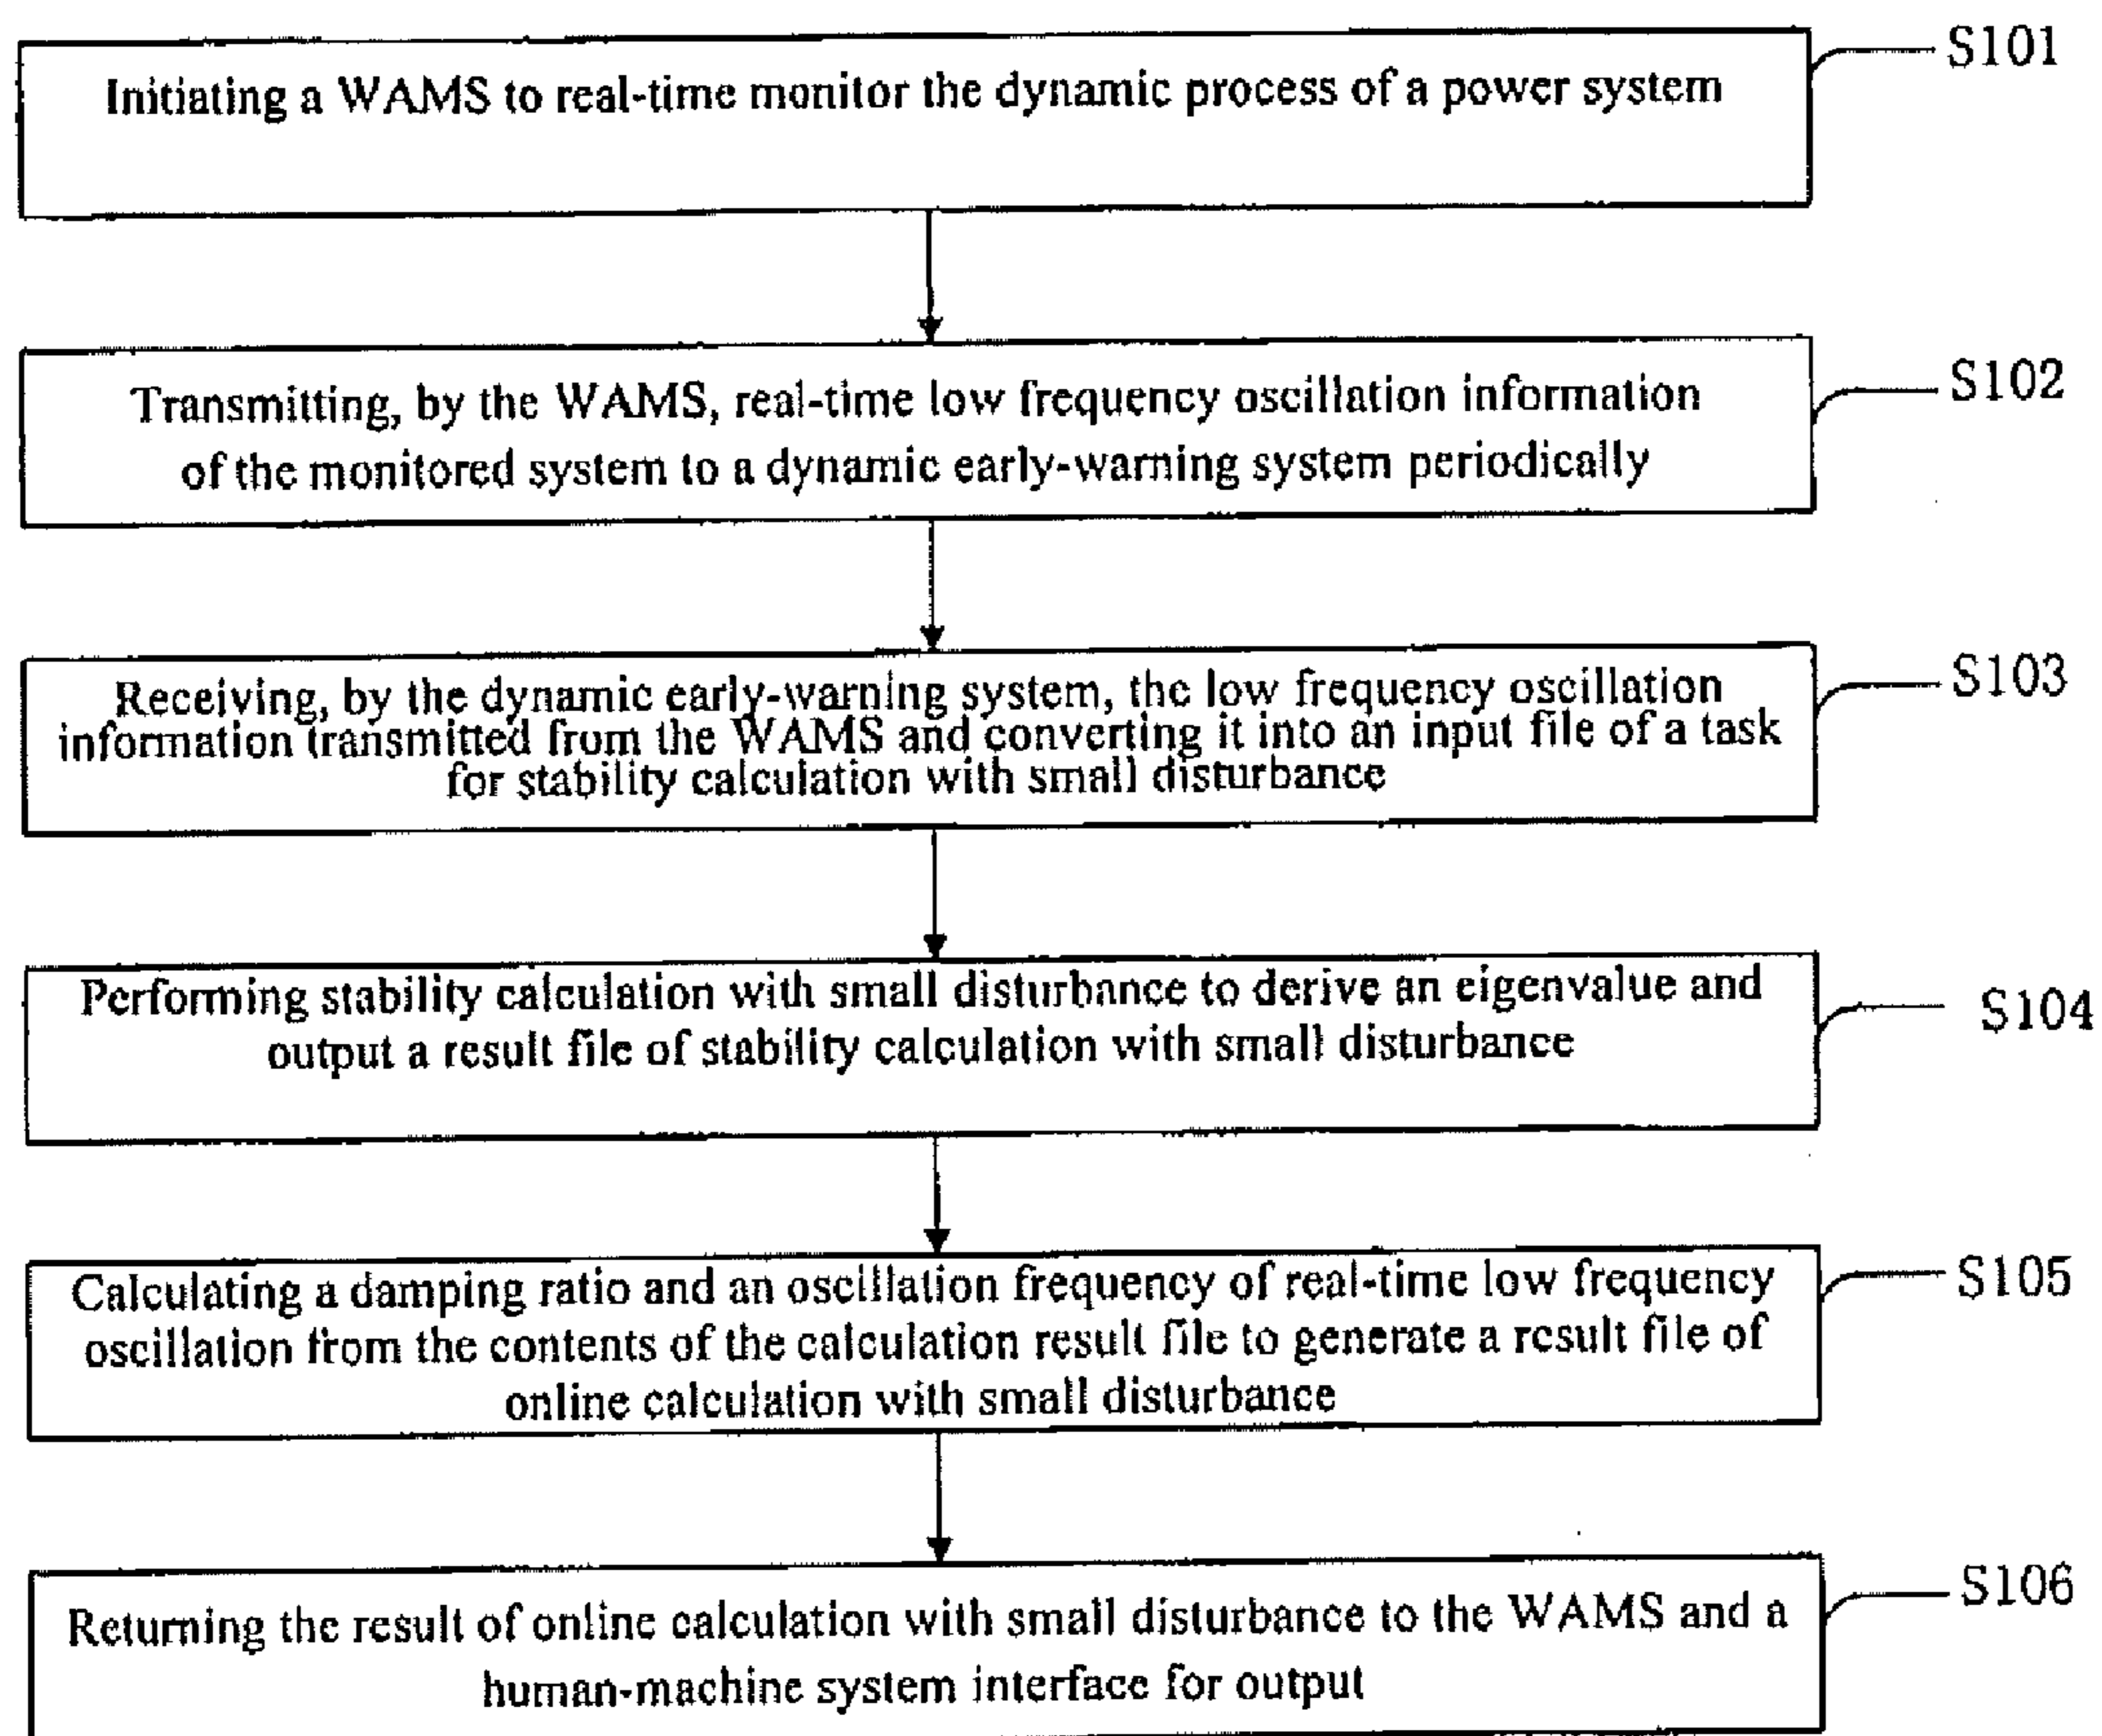 Initiating a WAMS to real-time monitor the dynamic process of a power system
S101
Transmitting, by the WAMS, real-time low frequency oscillation information
of the monitored system to a dynamic early-warning system periodically
S102
Receiving, by the dynamic early-warning system, the low frequency oscillation
information transmitted from the WAMS and converting it into an input file of a task
for stability calculation with small disturbance
S103
Performing stability calculation with small disturbance to derive an eigenvalue and
output a result file of stability calculation with small disturbance
S104
Calculating a damping ratio and an oscillation frequency of real-time low frequency
oscillation from the contents of the calculation result file to generate a result file of
online calculation with small disturbance
S105
Returning the result of online calculation with small disturbance to the WAMS and a
human-machine system interface for output
S106